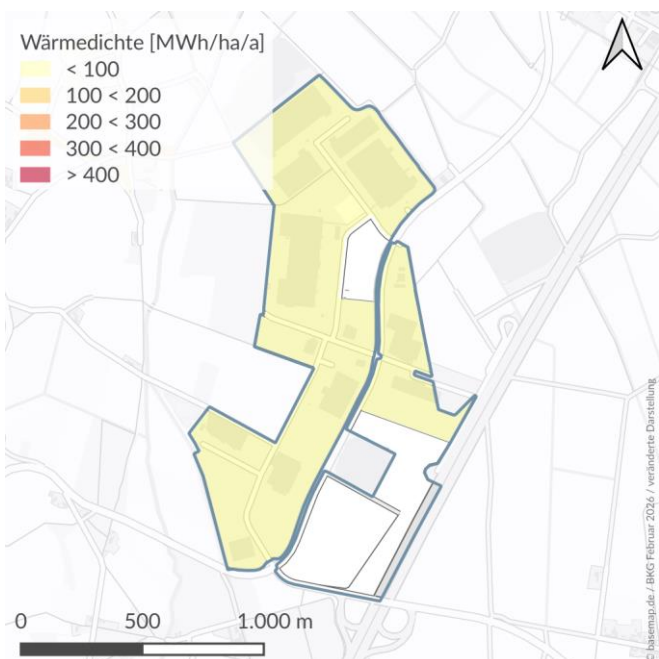 Wärmedichte [MWh/ha/a]
< 100
100 < 200
200 < 300
300 < 400
> 400
0 500 1.000 m
© basemap.de / BKG Februar 2026 / veränderte Darstellung